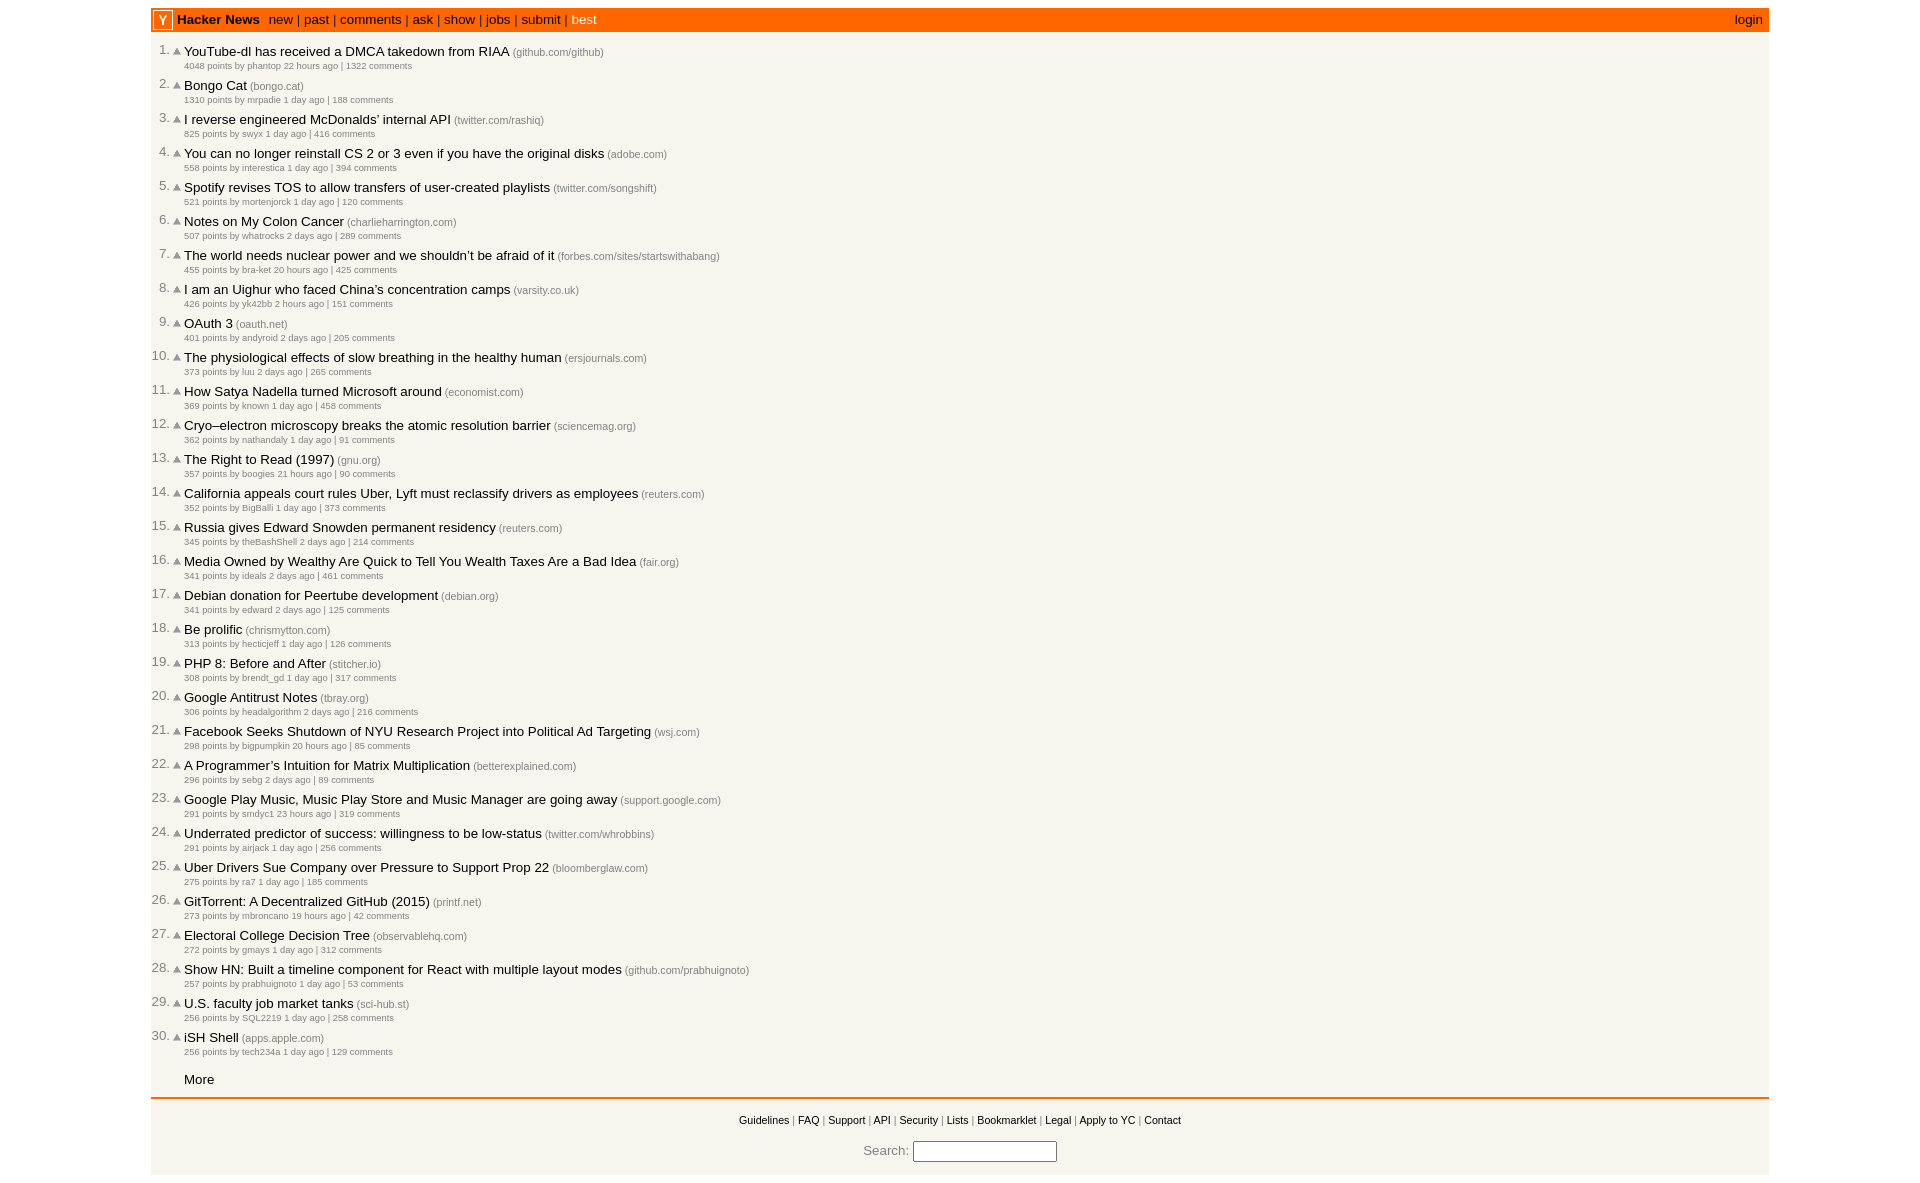 Y Hacker News new | past | comments | ask | show | jobs | submit | best login
1. YouTube-dl has received a DMCA takedown from RIAA (github.com/github)
4048 points by phantop 22 hours ago | 1322 comments
2. Bongo Cat (bongo.cat)
1310 points by mrpadie 1 day ago | 188 comments
3. I reverse engineered McDonalds’ internal API (twitter.com/rashiq)
825 points by swyx 1 day ago | 416 comments
4. You can no longer reinstall CS 2 or 3 even if you have the original disks (adobe.com)
558 points by interestica 1 day ago | 394 comments
5. Spotify revises TOS to allow transfers of user-created playlists (twitter.com/songshift)
521 points by mortenjorck 1 day ago | 120 comments
6. Notes on My Colon Cancer (charlieharrington.com)
507 points by whatrocks 2 days ago | 289 comments
7. The world needs nuclear power and we shouldn’t be afraid of it (forbes.com/sites/startswithabang)
455 points by bra-ket 20 hours ago | 425 comments
8. I am an Uighur who faced China’s concentration camps (varsity.co.uk)
426 points by yk42bb 2 hours ago | 151 comments
9. OAuth 3 (oauth.net)
401 points by andyroid 2 days ago | 205 comments
10. The physiological effects of slow breathing in the healthy human (ersjournals.com)
373 points by luu 2 days ago | 265 comments
11. How Satya Nadella turned Microsoft around (economist.com)
369 points by known 1 day ago | 458 comments
12. Cryo–electron microscopy breaks the atomic resolution barrier (sciencemag.org)
362 points by nathandaly 1 day ago | 91 comments
13. The Right to Read (1997) (gnu.org)
357 points by boogies 21 hours ago | 90 comments
14. California appeals court rules Uber, Lyft must reclassify drivers as employees (reuters.com)
352 points by BigBalli 1 day ago | 373 comments
15. Russia gives Edward Snowden permanent residency (reuters.com)
345 points by theBashShell 2 days ago | 214 comments
16. Media Owned by Wealthy Are Quick to Tell You Wealth Taxes Are a Bad Idea (fair.org)
341 points by ideals 2 days ago | 461 comments
17. Debian donation for Peertube development (debian.org)
341 points by edward 2 days ago | 125 comments
18. Be prolific (chrismytton.com)
313 points by hecticjeff 1 day ago | 126 comments
19. PHP 8: Before and After (stitcher.io)
308 points by brendt_gd 1 day ago | 317 comments
20. Google Antitrust Notes (tbray.org)
306 points by headalgorithm 2 days ago | 216 comments
21. Facebook Seeks Shutdown of NYU Research Project into Political Ad Targeting (wsj.com)
298 points by bigpumpkin 20 hours ago | 85 comments
22. A Programmer’s Intuition for Matrix Multiplication (betterexplained.com)
296 points by sebg 2 days ago | 89 comments
23. Google Play Music, Music Play Store and Music Manager are going away (support.google.com)
291 points by smdyc1 23 hours ago | 319 comments
24. Underrated predictor of success: willingness to be low-status (twitter.com/whrobbins)
291 points by airjack 1 day ago | 256 comments
25. Uber Drivers Sue Company over Pressure to Support Prop 22 (bloomberglaw.com)
275 points by ra7 1 day ago | 185 comments
26. GitTorrent: A Decentralized GitHub (2015) (printf.net)
273 points by mbroncano 19 hours ago | 42 comments
27. Electoral College Decision Tree (observablehq.com)
272 points by gmays 1 day ago | 312 comments
28. Show HN: Built a timeline component for React with multiple layout modes (github.com/prabhuignoto)
257 points by prabhuignoto 1 day ago | 53 comments
29. U.S. faculty job market tanks (sci-hub.st)
256 points by SQL2219 1 day ago | 258 comments
30. iSH Shell (apps.apple.com)
256 points by tech234a 1 day ago | 129 comments
More
Guidelines | FAQ | Support | API | Security | Lists | Bookmarklet | Legal | Apply to YC | Contact
Search: